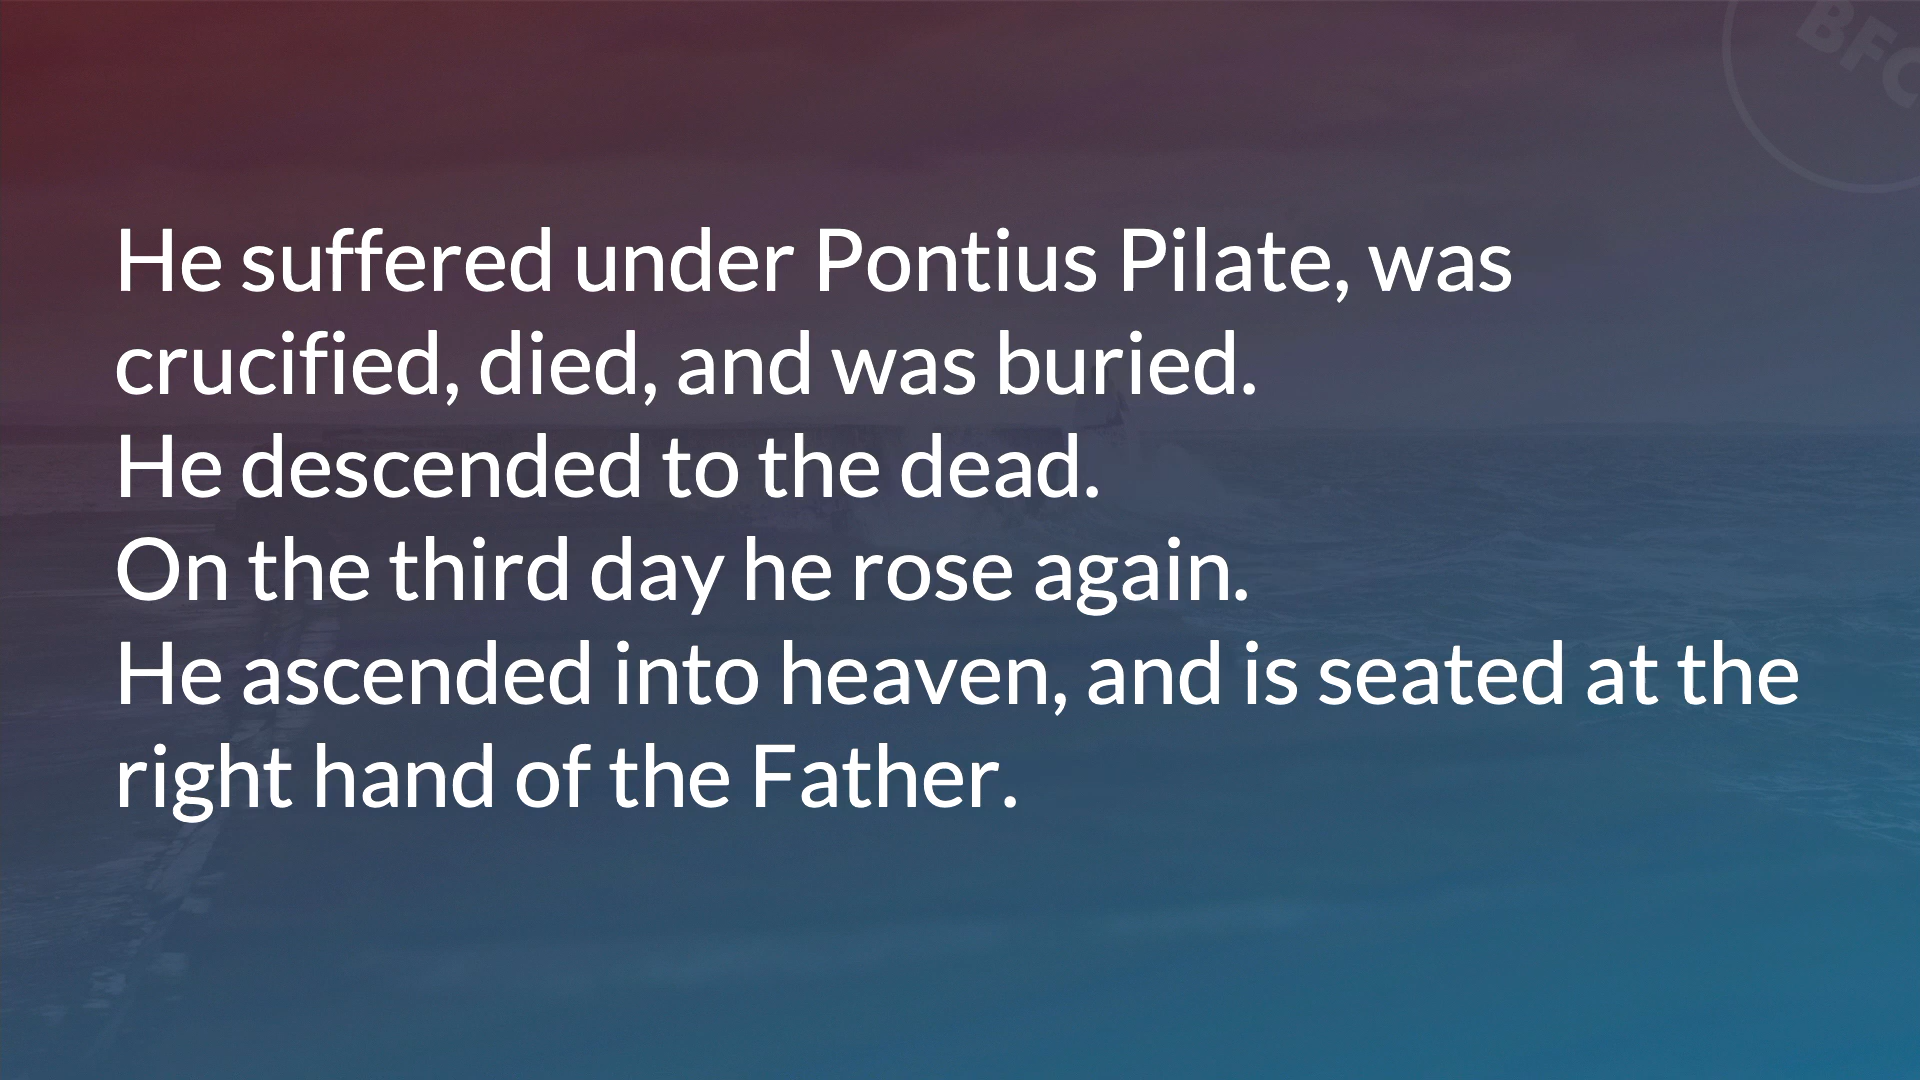 BFC
He suffered under Pontius Pilate, was
crucified, died, and was buried.
He descended to the dead.
On the third day he rose again.
He ascended into heaven, and is seated at the
right hand of the Father.